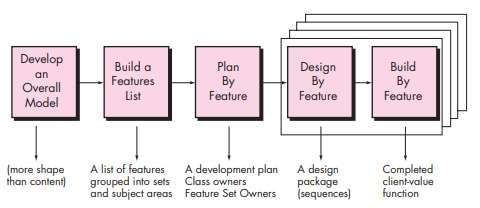 Develop
an
Overall
Model
Build a
Features
List
Plan
By
Feature
Design
By
Feature
Build
By
Feature
(more shape
than content)
A list of features
grouped into sets
and subject areas
A development plan
Class owners
Feature Set Owners
A design
package
(sequences)
Completed
client-value
function